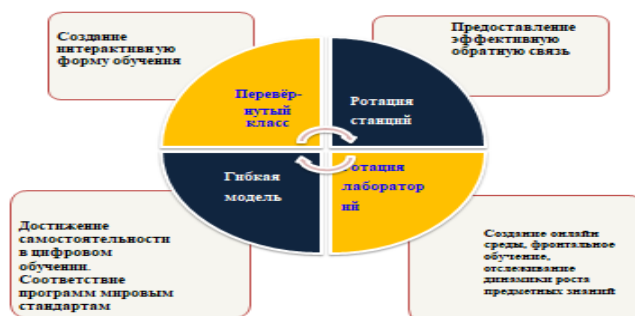 Создание
интерактивную
форму обучения
Предоставление
эффективную
обратную связь
Перевёр-
нутый
класс
Ротация
станций
Гибкая
модель
Ротация
лаборатор
ий
Достижение
самостоятельности
в цифровом
обучении.
Соответствие
программ мировым
стандартам
Создание онлайн
среды, фронтальное
обучение,
отслеживание
динамики роста
предметных знаний